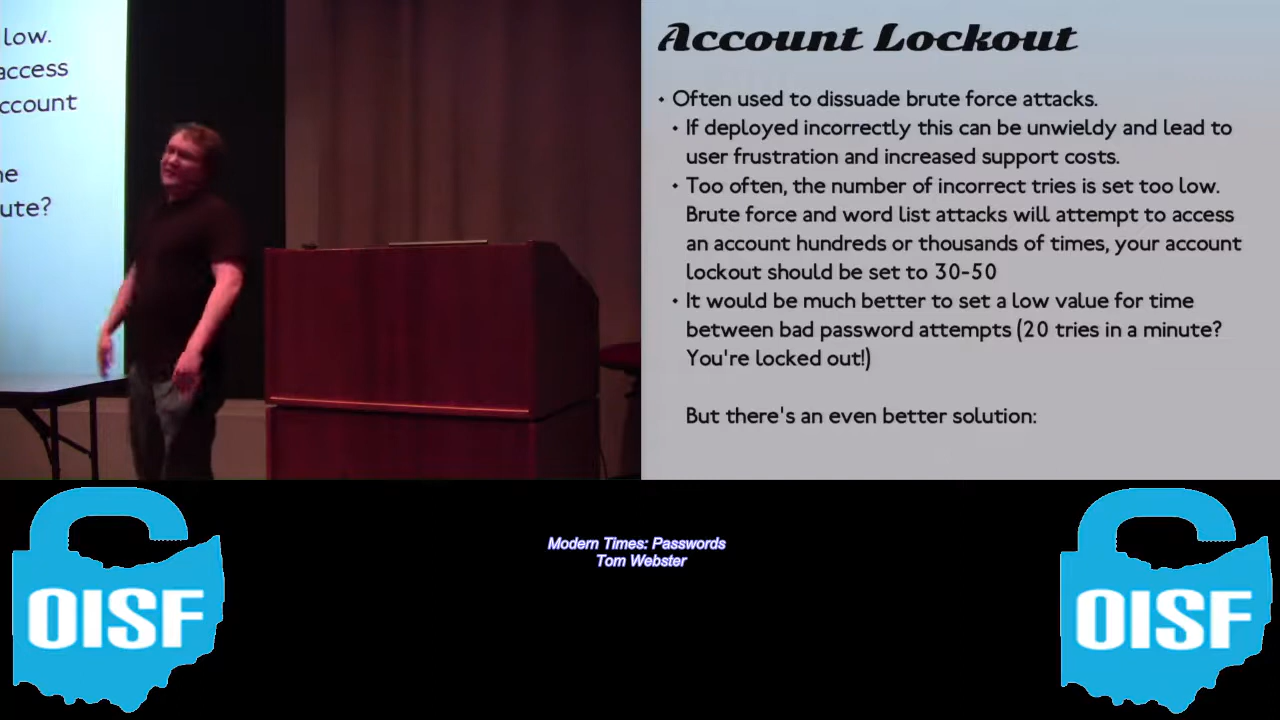 low.
access
ccount
ne
ute?
Account Lockout
• Often used to dissuade brute force attacks.
• If deployed incorrectly this can be unwieldy and lead to
user frustration and increased support costs.
• Too often, the number of incorrect tries is set too low.
Brute force and word list attacks will attempt to access
an account hundreds or thousands of times, your account
lockout should be set to 30-50
• It would be much better to set a low value for time
between bad password attempts (20 tries in a minute?
You're locked out!)
But there's an even better solution:
Modern Times: Passwords
Tom Webster
OISF
OISF